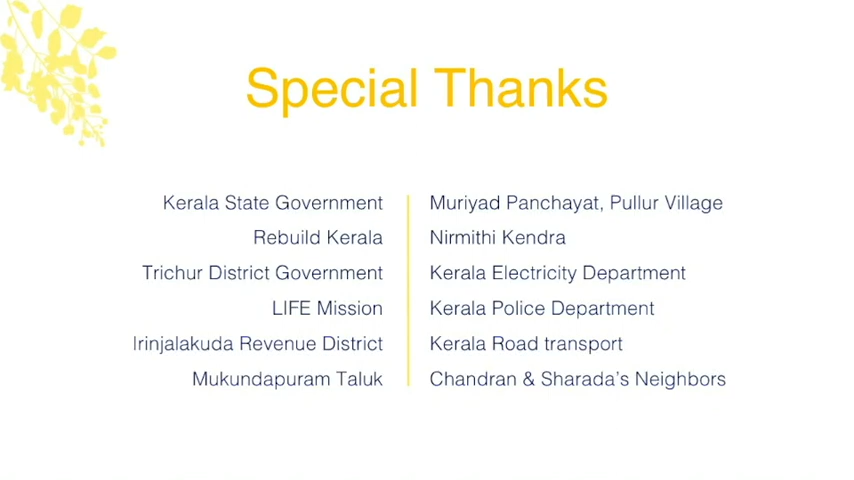 Special Thanks
Kerala State Government
Rebuild Kerala
Trichur District Government
LIFE Mission
Irinjalakuda Revenue District
Mukundapuram Taluk
Muriyad Panchayat, Pullur Village
Nirmithi Kendra
Kerala Electricity Department
Kerala Police Department
Kerala Road transport
Chandran & Sharada's Neighbors